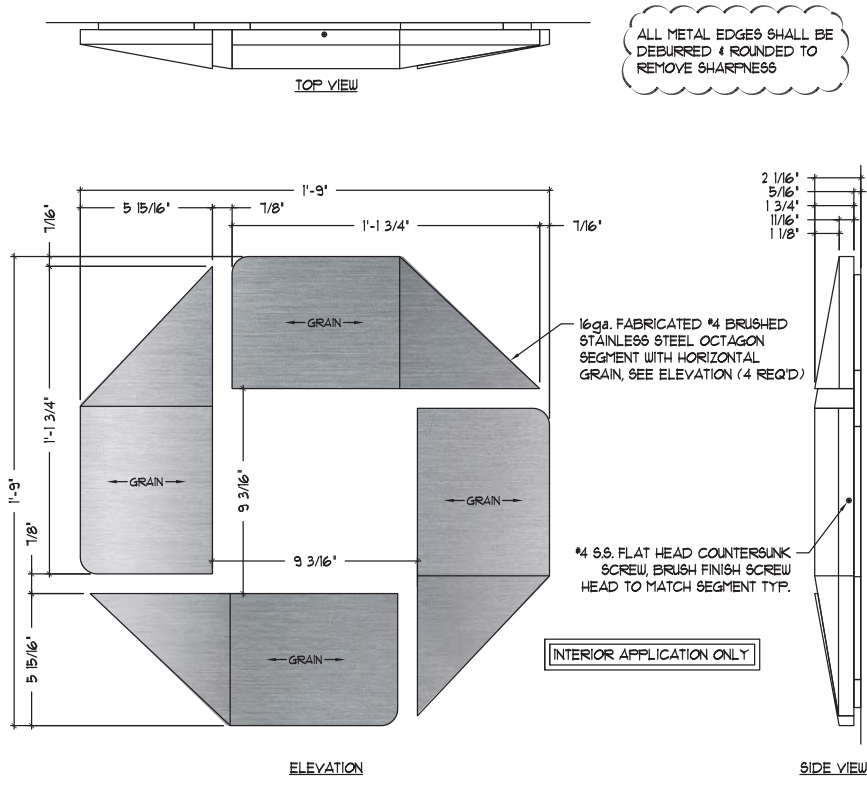 ALL METAL EDGES SHALL BE
DEBURRED & ROUNDED TO
REMOVE SHARPNESS
TOP VIEW
1'-9"
5 15/16"
7/8"
1'-1 3/4"
7/16"
7/16"
1'-1 3/4"
1'-9"
7/8"
5 15/16"
GRAIN
GRAIN
GRAIN
GRAIN
9 3/16"
9 3/16"
2 1/16"
5/16"
1 3/4"
11/16"
1 1/8"
16ga. FABRICATED #4 BRUSHED
STAINLESS STEEL OCTAGON
SEGMENT WITH HORIZONTAL
GRAIN, SEE ELEVATION (4 REQ'D)
#4 S.S. FLAT HEAD COUNTERSUNK
SCREW, BRUSH FINISH SCREW
HEAD TO MATCH SEGMENT TYP.
INTERIOR APPLICATION ONLY
ELEVATION
SIDE VIEW